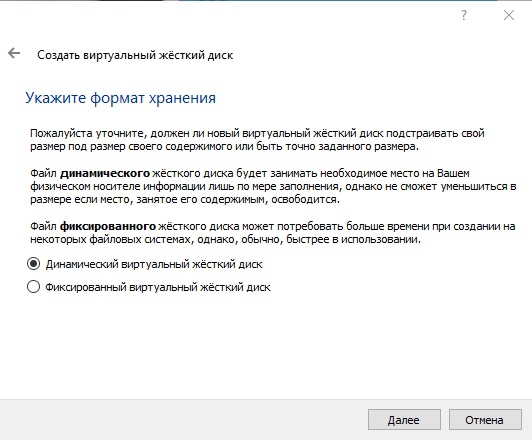 ?
Создать виртуальный жёсткий диск
Укажите формат хранения
Пожалуйста уточните, должен ли новый виртуальный жёсткий диск подстраивать свой
размер под размер своего содержимого или быть точно заданного размера.
Файл динамического жёсткого диска будет занимать необходимое место на Вашем
физическом носителе информации лишь по мере заполнения, однако не сможет уменьшиться в
размере если место, занятое его содержимым, освободится.
Файл фиксированного жёсткого диска может потребовать больше времени при создании на
некоторых файловых системах, однако, обычно, быстрее в использовании.
Динамический виртуальный жёсткий диск
Фиксированный виртуальный жёсткий диск
Далее Отмена